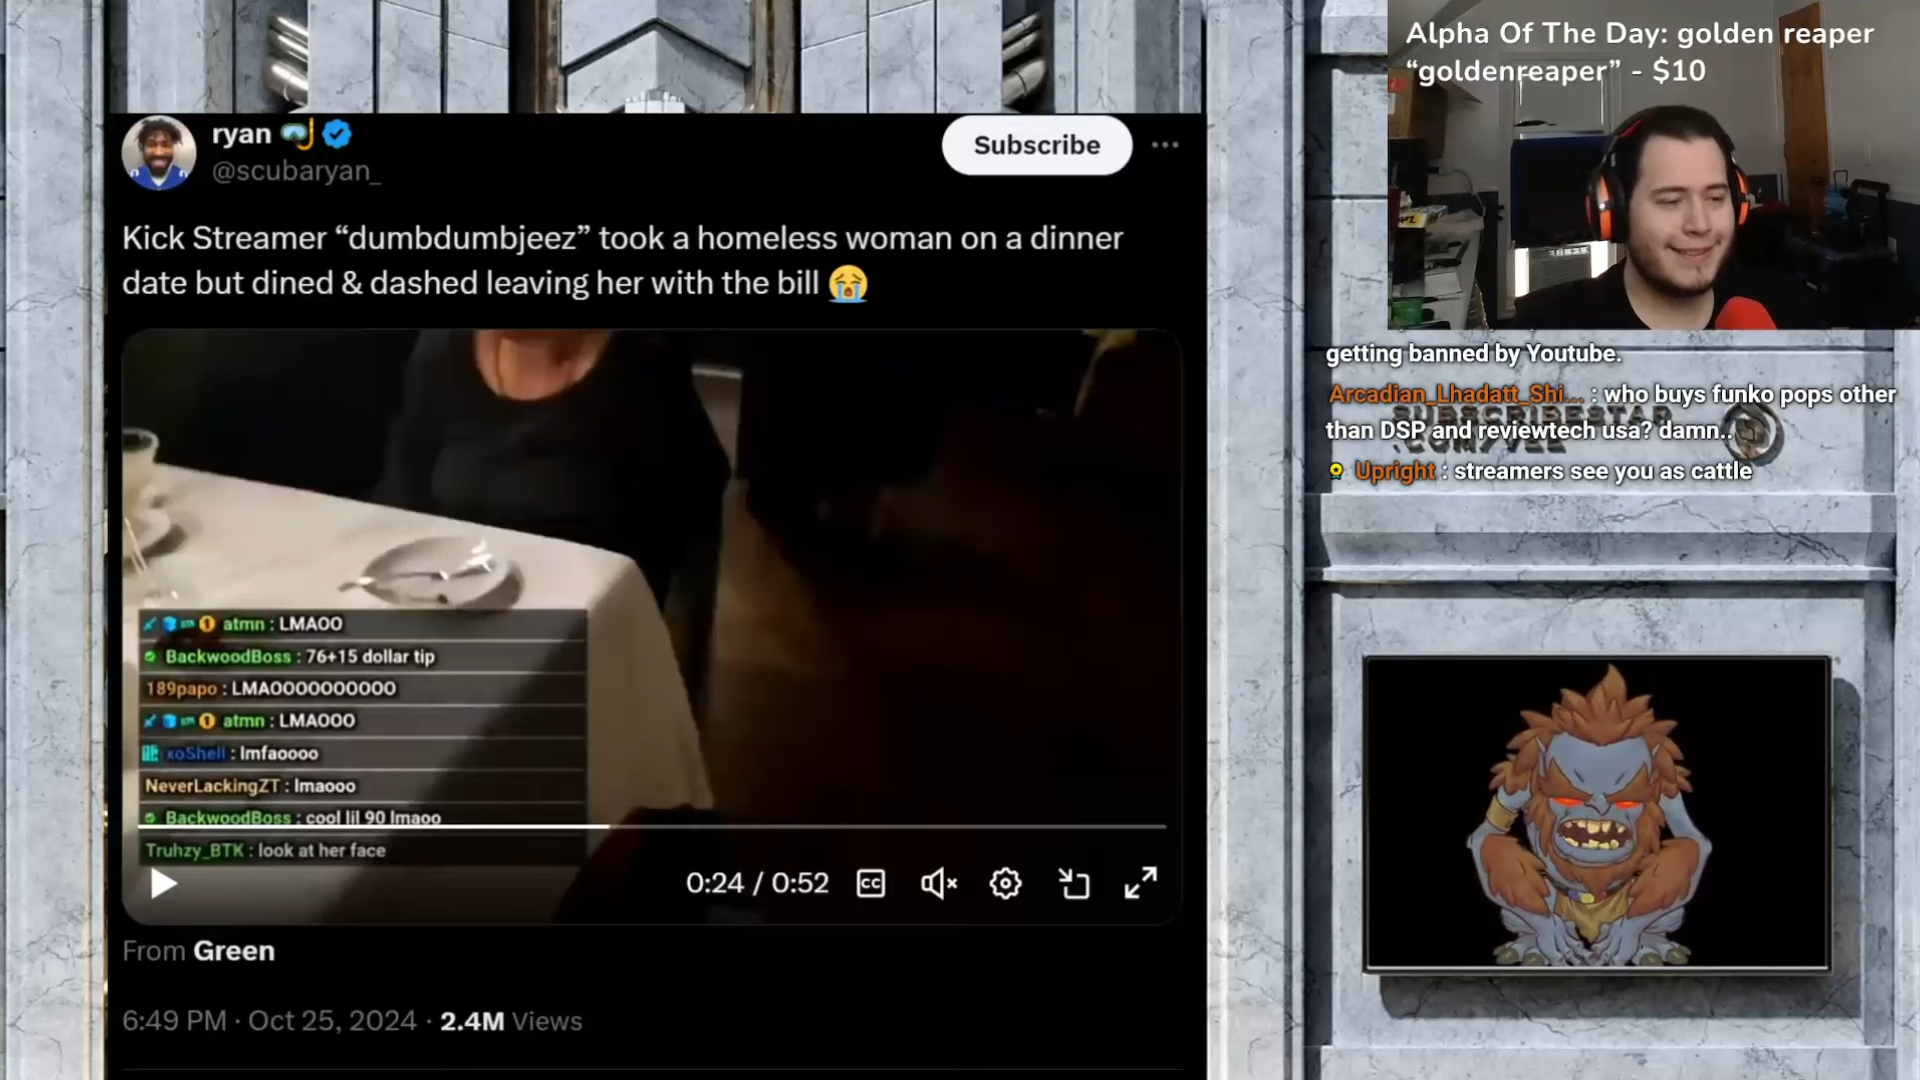 Alpha Of The Day: golden reaper
“goldenreaper” - $10
ryan
@scubaryan_
Subscribe
Kick Streamer “dumbdumbjeez” took a homeless woman on a dinner
date but dined & dashed leaving her with the bill 😭
atmn : LMAOO
BackwoodBoss : 76+15 dollar tip
189papo : LMAOOOOOOOOOO
atmn : LMAOOO
xoShell : lmfaoooo
NeverLackingZT : lmaooo
BackwoodBoss : cool lil 90 lmaoo
Truhzy_BTK : look at her face
0:24 / 0:52
CC
From Green
6:49 PM · Oct 25, 2024 · 2.4M Views
getting banned by Youtube.
Arcadian_Lhadatt_Shi... : who buys funko pops other
than DSP and reviewtech usa? damn..
Upright : streamers see you as cattle
SUBSCRIBESTAR